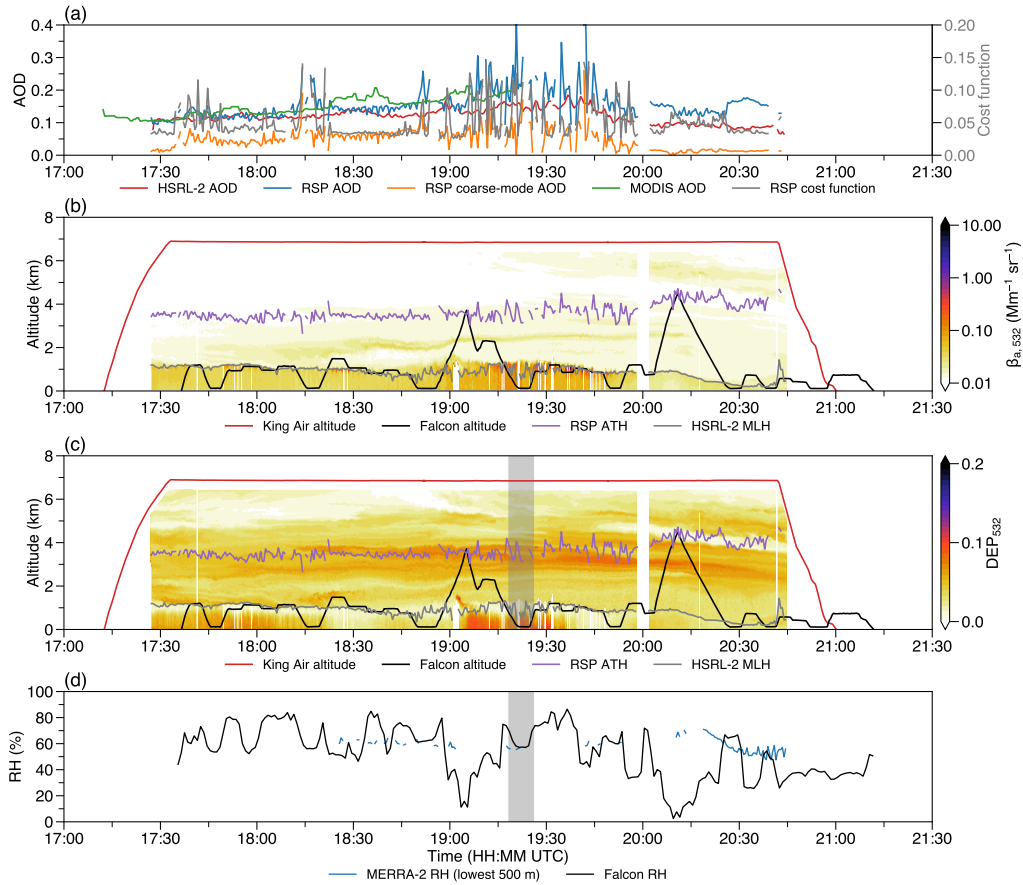 (a)
0.4
0.3
0.2
0.1
0.0
AOD
0.20
0.15
0.10
0.05
0.00
Cost function
17:00 17:30 18:00 18:30 19:00 19:30 20:00 20:30 21:00 21:30
HSRL-2 AOD RSP AOD RSP coarse-mode AOD MODIS AOD RSP cost function
(b)
8
6
4
2
0
Altitude (km)
10.00
1.00
0.10
0.01
βa, 532 (Mm−1 sr−1)
17:00 17:30 18:00 18:30 19:00 19:30 20:00 20:30 21:00 21:30
King Air altitude Falcon altitude RSP ATH HSRL-2 MLH
(c)
8
6
4
2
0
Altitude (km)
0.2
0.1
0.0
DEP532
17:00 17:30 18:00 18:30 19:00 19:30 20:00 20:30 21:00 21:30
King Air altitude Falcon altitude RSP ATH HSRL-2 MLH
(d)
100
80
60
40
20
0
RH (%)
17:00 17:30 18:00 18:30 19:00 19:30 20:00 20:30 21:00 21:30
Time (HH:MM UTC)
MERRA-2 RH (lowest 500 m) Falcon RH